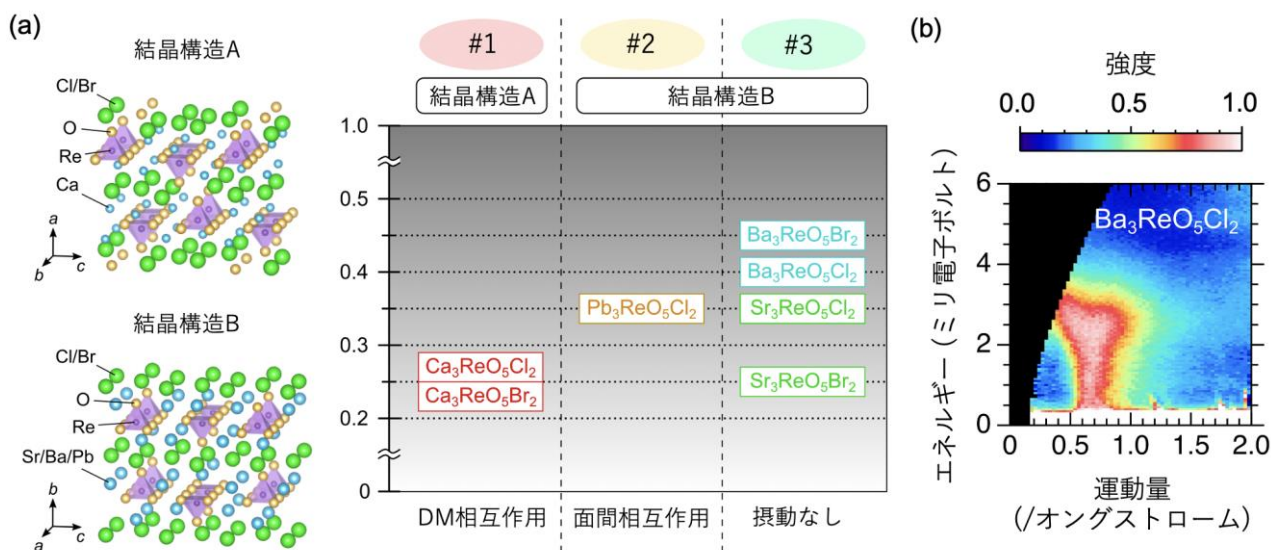 (a)
結晶構造A
Cl/Br
O
Re
Ca
a
b
c
結晶構造B
Cl/Br
O
Re
Sr/Ba/Pb
b
a
c
#1
#2
#3
結晶構造A
結晶構造B
1.0
0.5
0.4
0.3
0.2
0
Ba₃ReO₅Br₂
Ba₃ReO₅Cl₂
Pb₃ReO₅Cl₂
Sr₃ReO₅Cl₂
Ca₃ReO₅Cl₂
Ca₃ReO₅Br₂
Sr₃ReO₅Br₂
DM相互作用
面間相互作用
摂動なし
(b)
強度
0.0 0.5 1.0
Ba₃ReO₅Cl₂
エネルギー(ミリ電子ボルト)
6
4
2
0
0 0.5 1.0 1.5 2.0
運動量
(/オングストローム)